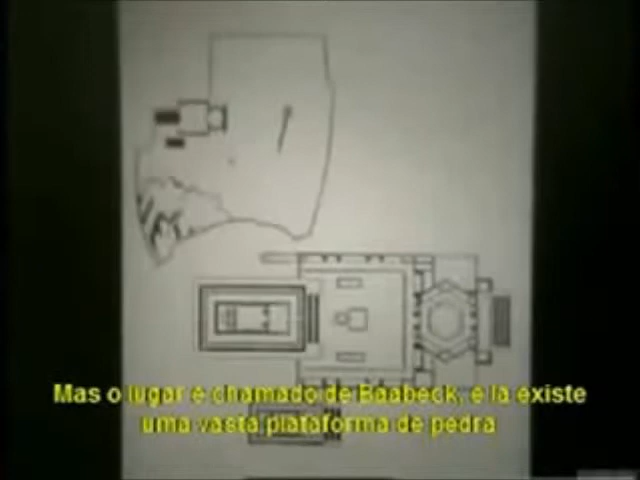 Mas o lugar é chamado de Baabeck, e lá existe
uma vasta plataforma de pedra